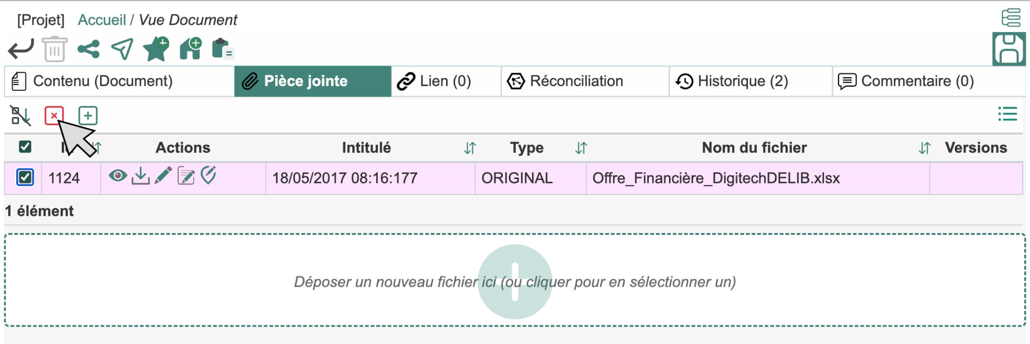 [Projet] Accueil / Vue Document
Contenu (Document) Pièce jointe Lien (0) Réconciliation Historique (2) Commentaire (0)
Actions Intitulé Type Nom du fichier Versions
1124 18/05/2017 08:16:177 ORIGINAL Offre_Financière_DigitechDELIB.xlsx
1 élément
Déposer un nouveau fichier ici (ou cliquer pour en sélectionner un)